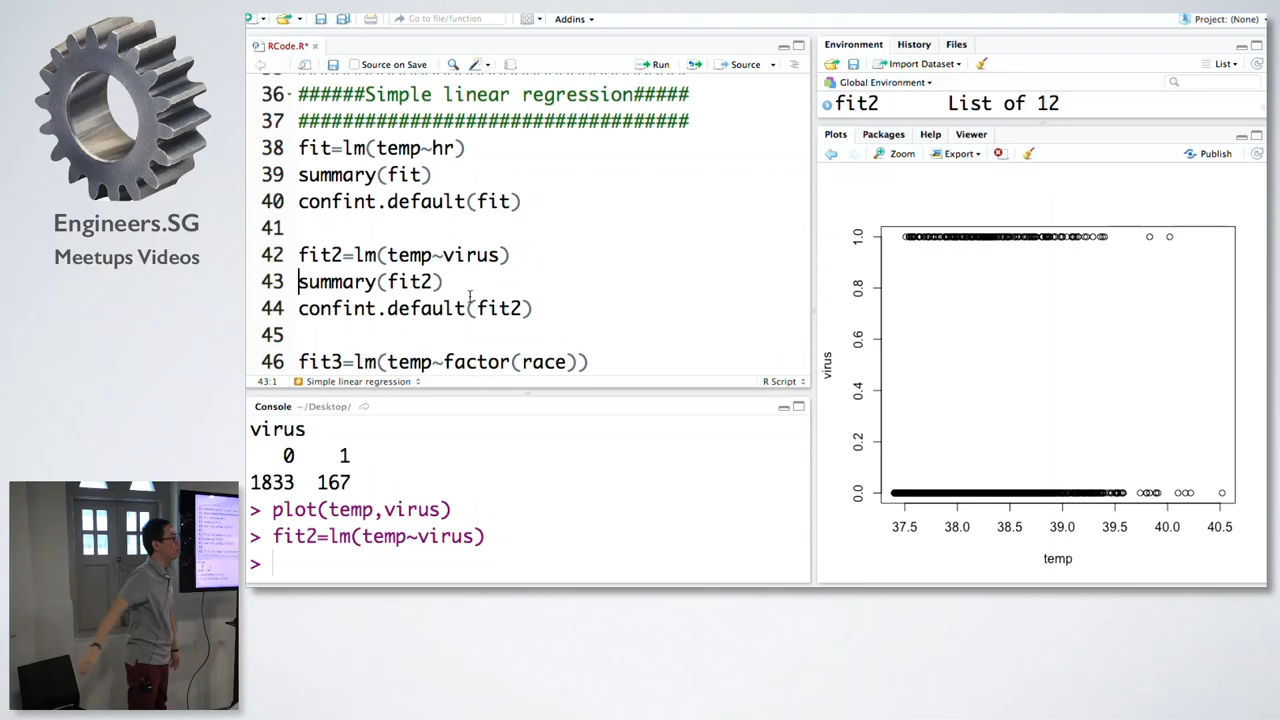 Engineers.SG
Meetups Videos
Go to file/function
Addins
Project: (None)
RCode.R*
Source on Save
Run
Source
36 ######Simple linear regression#####
37 ###################################
38 fit=lm(temp~hr)
39 summary(fit)
40 confint.default(fit)
41
42 fit2=lm(temp~virus)
43 summary(fit2)
44 confint.default(fit2)
45
46 fit3=lm(temp~factor(race))
43:1 Simple linear regression R Script
Console ~/Desktop/
virus
0 1
1833 167
> plot(temp,virus)
> fit2=lm(temp~virus)
>
Environment History Files
Import Dataset List
Global Environment
fit2 List of 12
Plots Packages Help Viewer
Zoom Export Publish
virus
1.0
0.8
0.6
0.4
0.2
0.0
37.5 38.0 38.5 39.0 39.5 40.0 40.5
temp